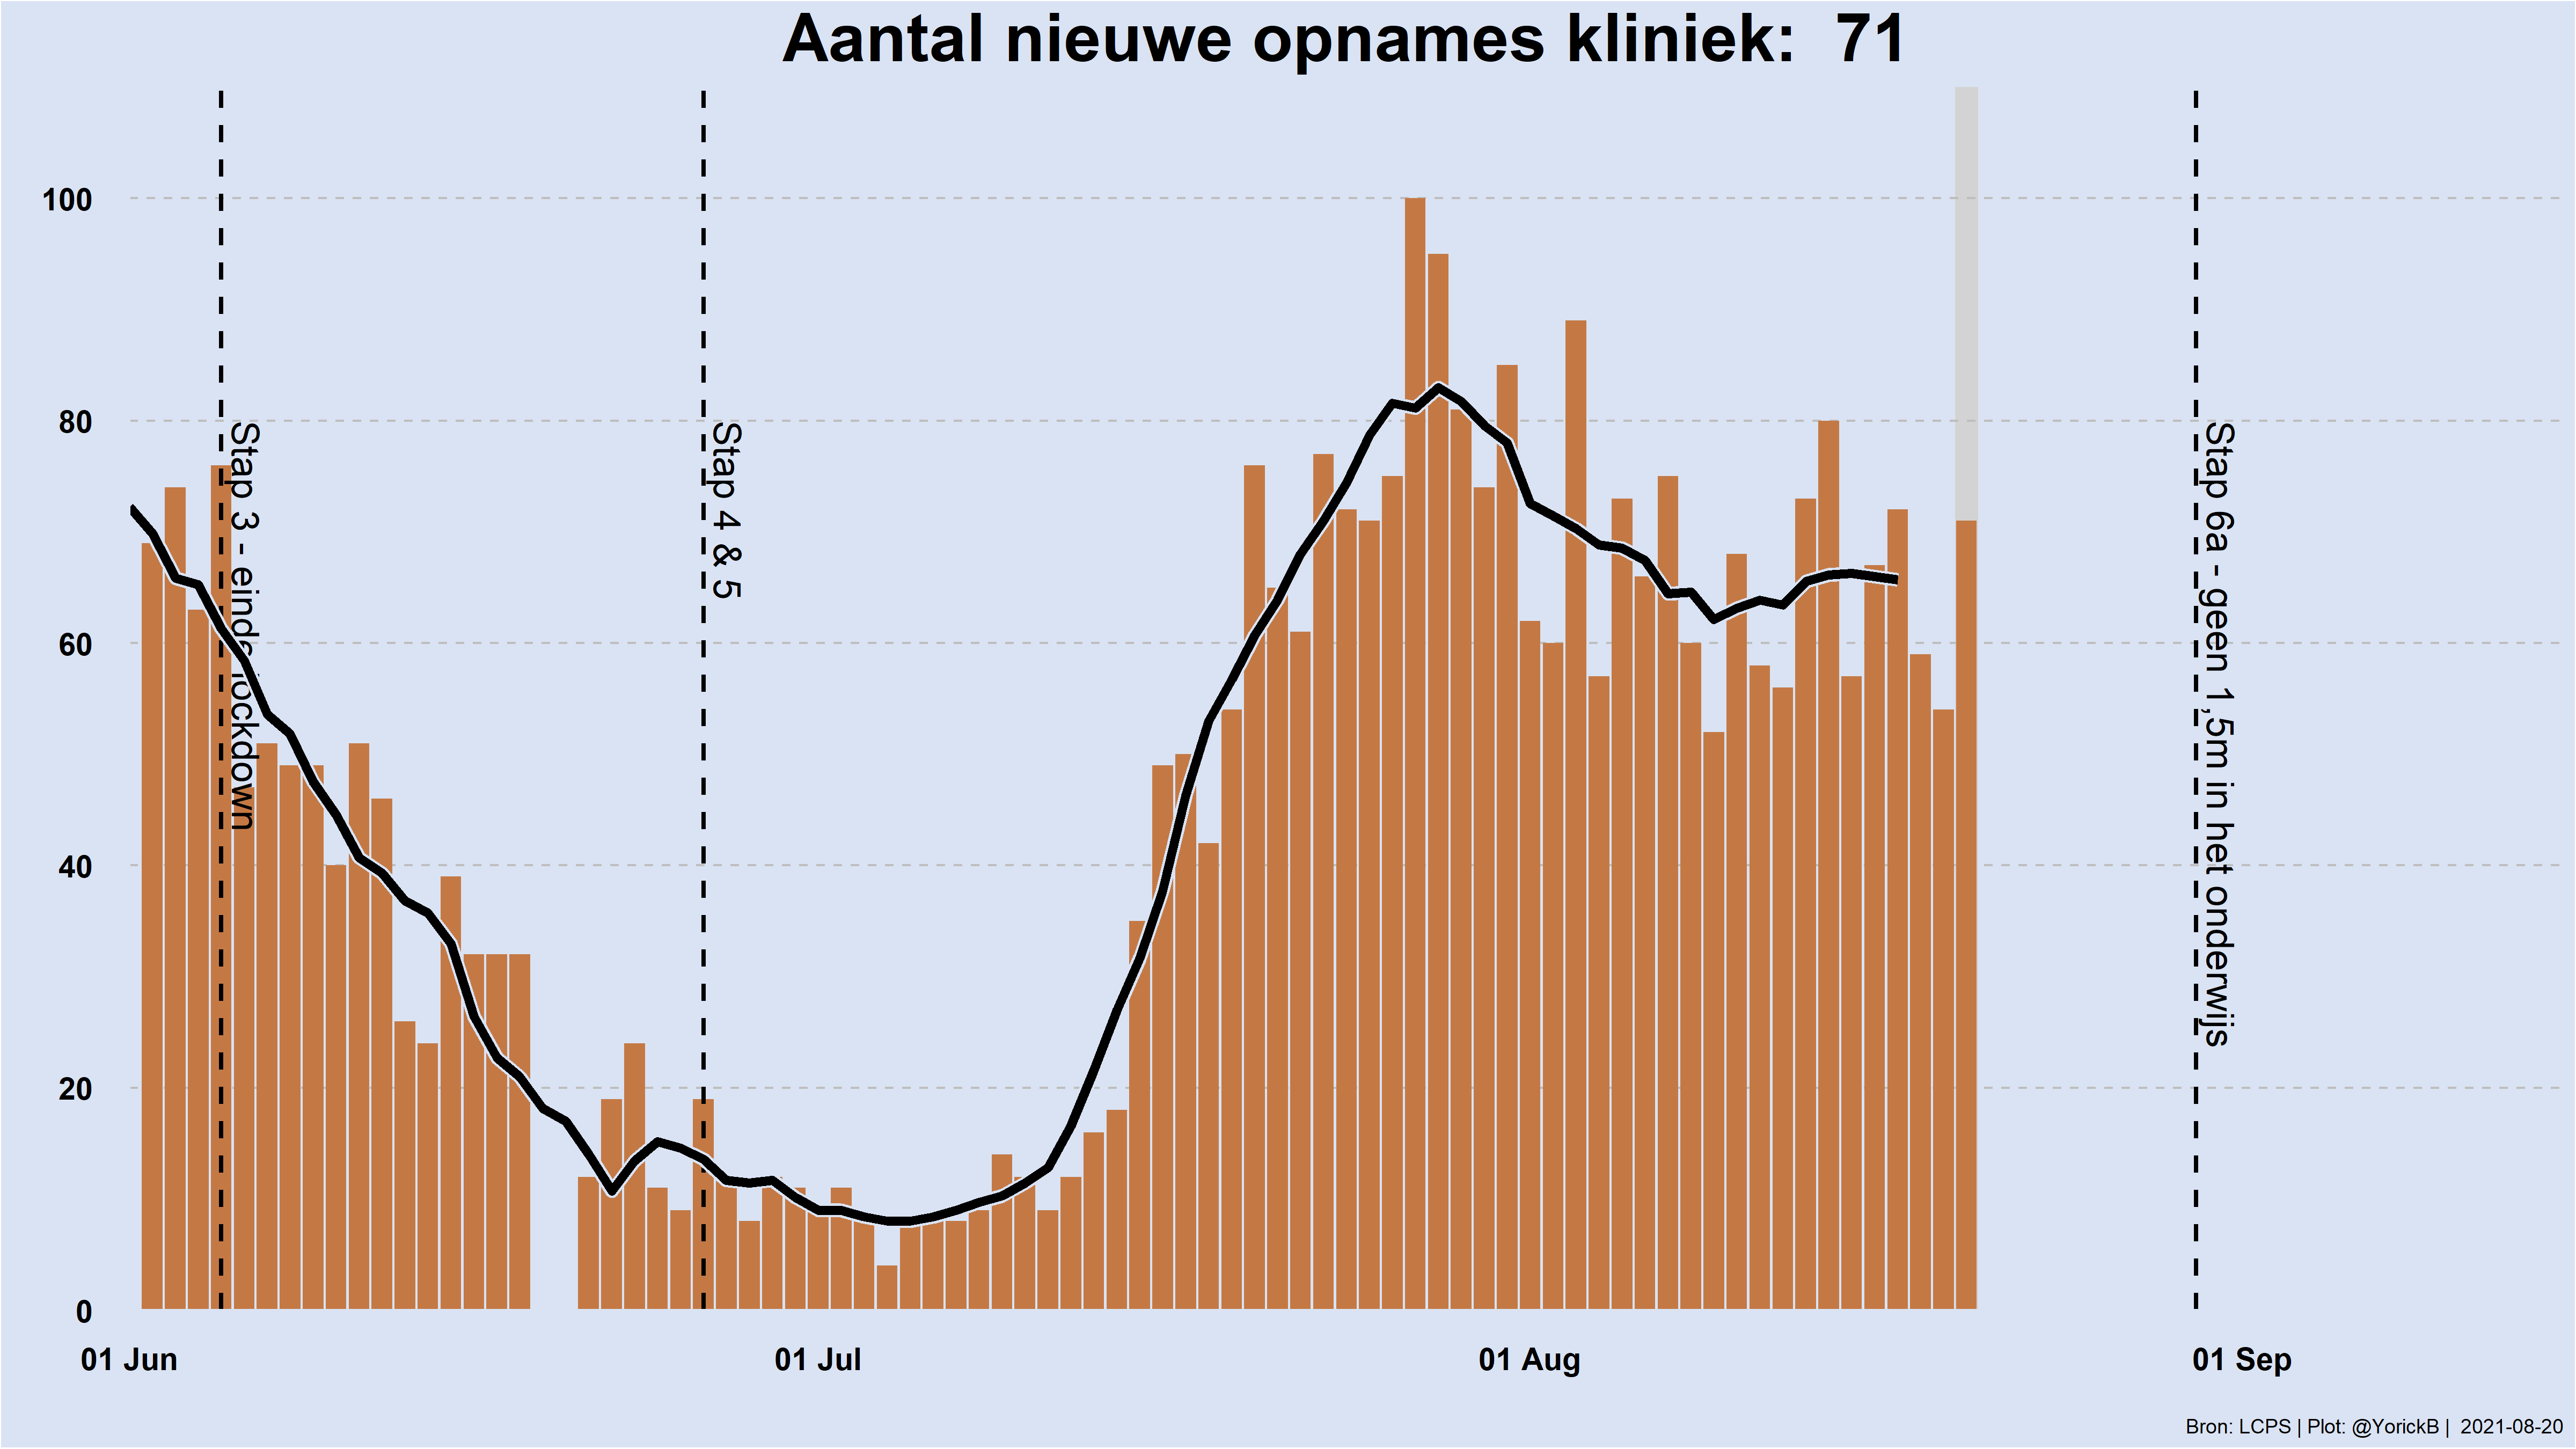 Aantal nieuwe opnames kliniek: 71
100
80
60
40
20
0
Stap 3 - einde lockdown
Stap 4 & 5
Stap 6a - geen 1,5m in het onderwijs
01 Jun
01 Jul
01 Aug
01 Sep
Bron: LCPS | Plot: @YorickB | 2021-08-20